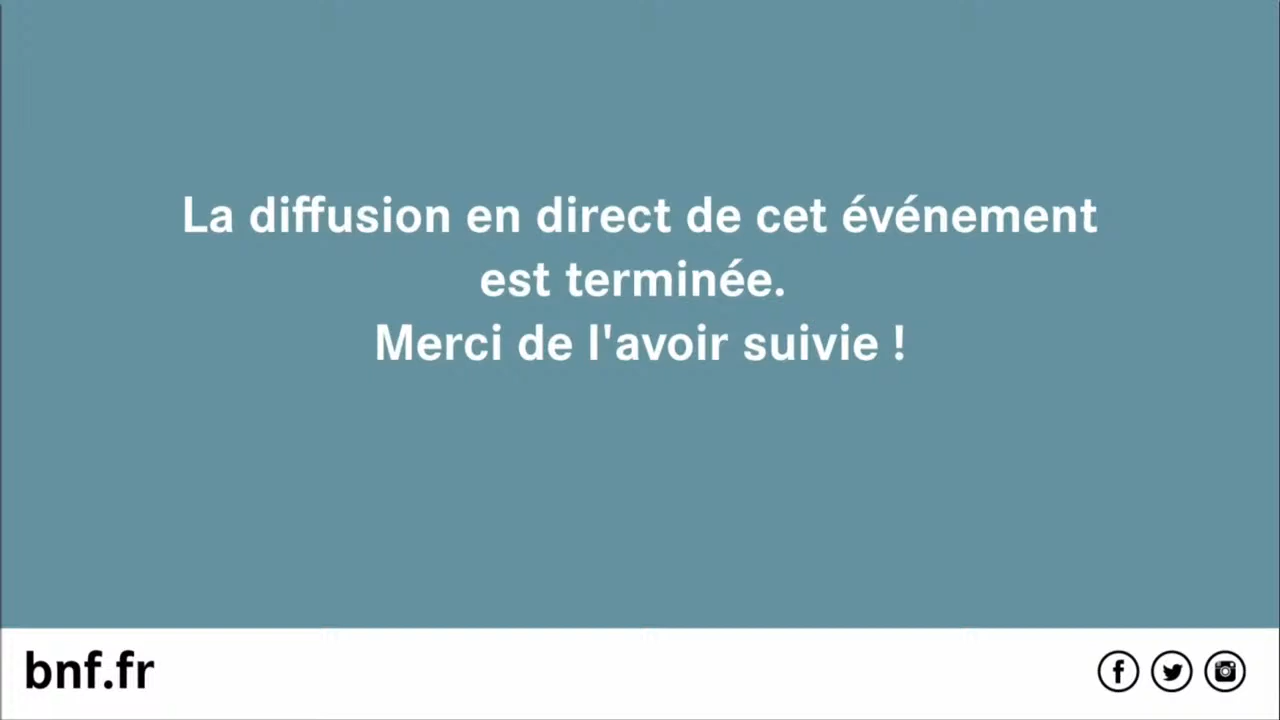 La diffusion en direct de cet événement
est terminée.
Merci de l'avoir suivie !
bnf.fr